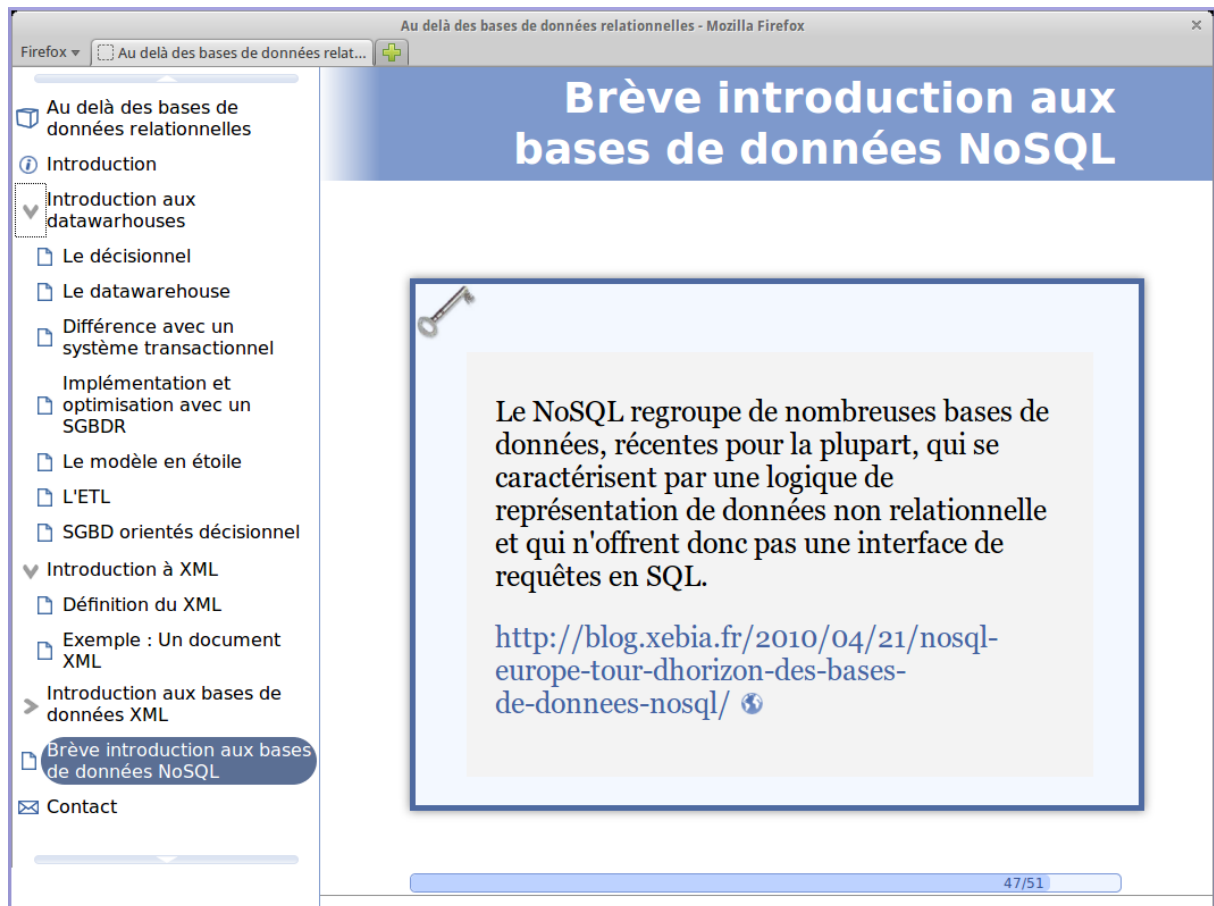 Au delà des bases de données relationnelles - Mozilla Firefox
Firefox
Au delà des bases de données relat...
Au delà des bases de
données relationnelles
Introduction
Introduction aux
datawarhouses
Le décisionnel
Le datawarehouse
Différence avec un
système transactionnel
Implémentation et
optimisation avec un
SGBDR
Le modèle en étoile
L'ETL
SGBD orientés décisionnel
Introduction à XML
Définition du XML
Exemple : Un document
XML
Introduction aux bases de
données XML
Brève introduction aux bases
de données NoSQL
Contact
Brève introduction aux
bases de données NoSQL
Le NoSQL regroupe de nombreuses bases de
données, récentes pour la plupart, qui se
caractérisent par une logique de
représentation de données non relationnelle
et qui n'offrent donc pas une interface de
requêtes en SQL.
http://blog.xebia.fr/2010/04/21/nosql-
europe-tour-dhorizon-des-bases-
de-donnees-nosql/
47/51